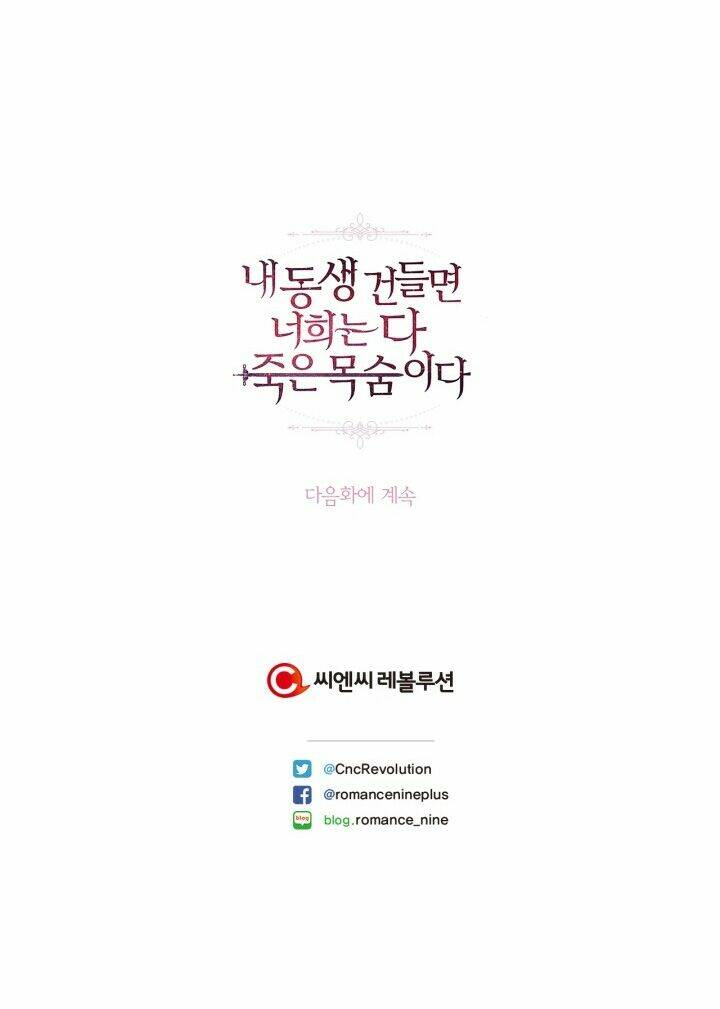 내 동생 건들면
너희는 다
죽은 목숨이다
다음화에 계속
씨엔씨 레볼루션
@CncRevolution
@romancenineplus
blog
blog.romance_nine